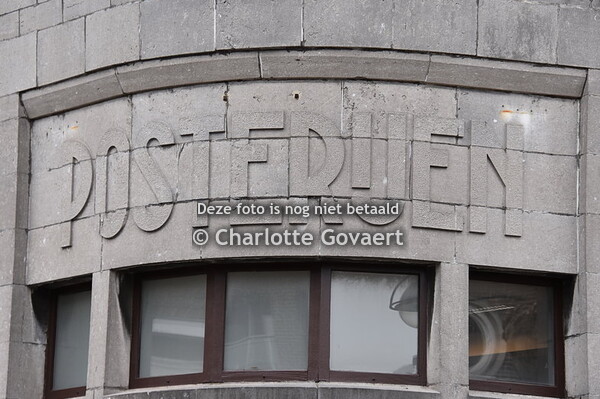 POSTERIJEN
Deze foto is nog niet betaald
© Charlotte Govaert